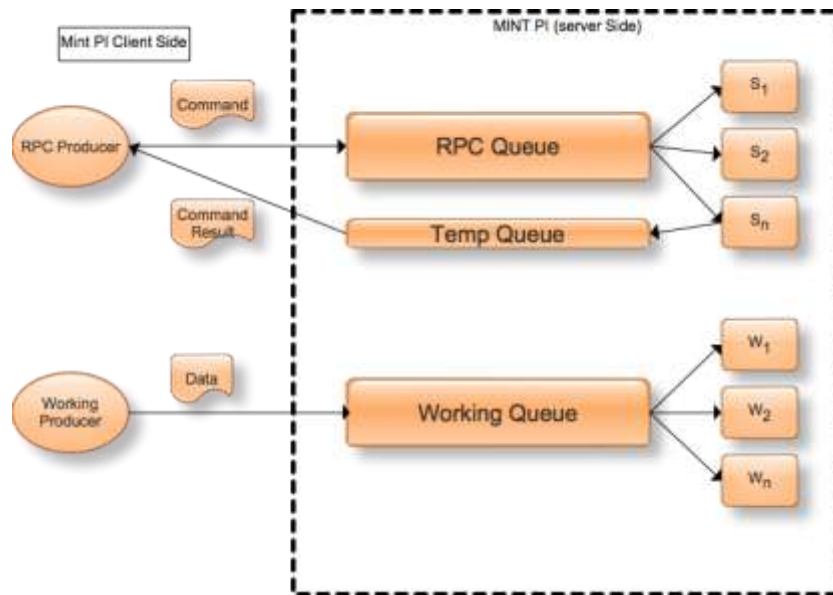 Mint PI Client Side
MINT PI (server Side)
Command
RPC Producer
RPC Queue
S1
S2
Sn
Command
Result
Temp Queue
Data
Working
Producer
Working Queue
W1
W2
Wn